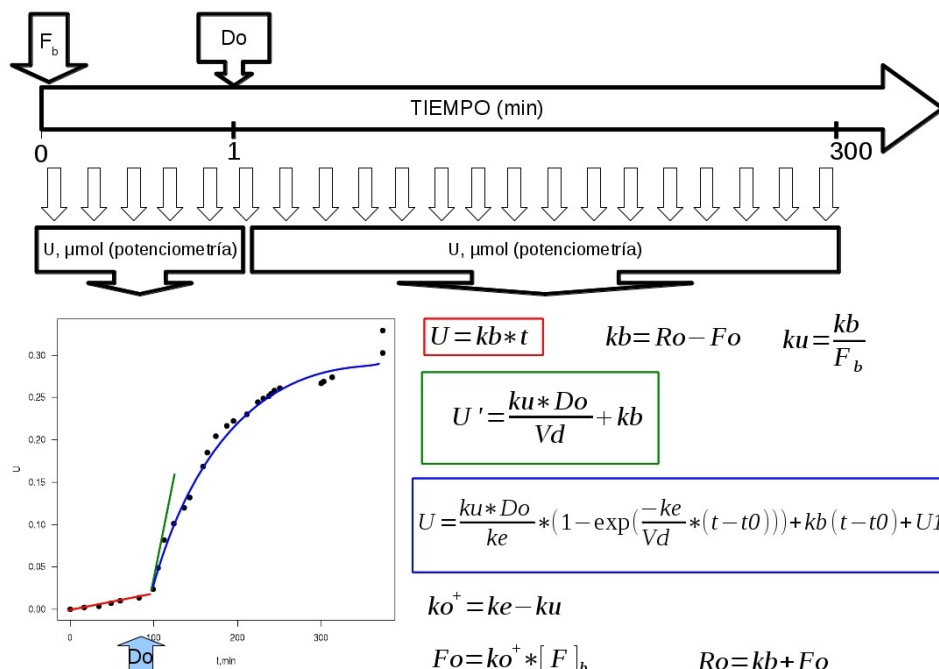 F_b
Do
TIEMPO (min)
0 1 300
U, µmol (potenciometría) U, µmol (potenciometría)
U=kb*t kb=Ro−Fo ku=kb/F_b
U'=ku*Do/Vd+kb
U=ku*Do/ke*(1−exp(−ke/Vd*(t−t0)))+kb(t−t0)+U1
ko⁺=ke−ku
Fo=ko⁺*[F]_b Ro=kb+Fo
0.30
0.25
0.20
0.15
0.10
0.05
0.00
U
0 100 200 300
Do
t,min